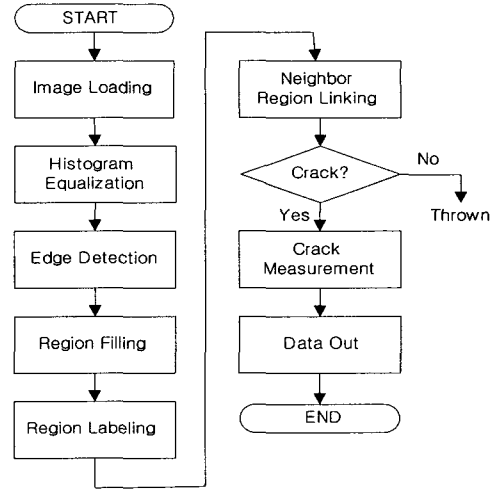 START
Image Loading
Histogram
Equalization
Edge Detection
Region Filling
Region Labeling
Neighbor
Region Linking
Crack?
No
Yes
Thrown
Crack
Measurement
Data Out
END